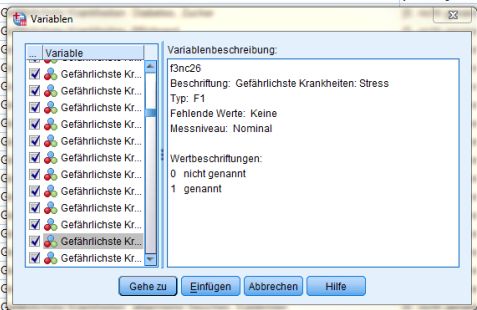 Variablen
... Variable
Gefährlichste Kr...
Gefährlichste Kr...
Gefährlichste Kr...
Gefährlichste Kr...
Gefährlichste Kr...
Gefährlichste Kr...
Gefährlichste Kr...
Gefährlichste Kr...
Gefährlichste Kr...
Gefährlichste Kr...
Gefährlichste Kr...
Gefährlichste Kr...
Variablenbeschreibung:
f3nc26
Beschriftung: Gefährlichste Krankheiten: Stress
Typ: F1
Fehlende Werte: Keine
Messniveau: Nominal
Wertbeschriftungen:
0 nicht genannt
1 genannt
Gehe zu Einfügen Abbrechen Hilfe